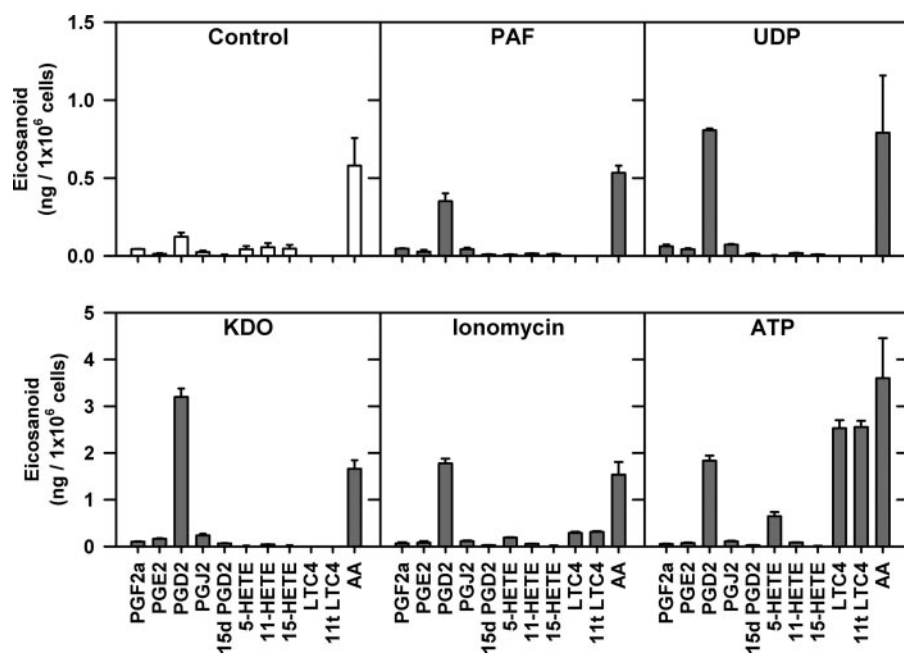 Control PAF UDP
Eicosanoid
(ng / 1x10⁶ cells)
1.5
1.0
0.5
0.0
KDO Ionomycin ATP
Eicosanoid
(ng / 1x10⁶ cells)
5
4
3
2
1
0
PGF2a PGE2 PGD2 PGJ2 15d PGD2 5-HETE 11-HETE 15-HETE LTC4 11t LTC4 AA
PGF2a PGE2 PGD2 PGJ2 15d PGD2 5-HETE 11-HETE 15-HETE LTC4 11t LTC4 AA
PGF2a PGE2 PGD2 PGJ2 15d PGD2 5-HETE 11-HETE 15-HETE LTC4 11t LTC4 AA